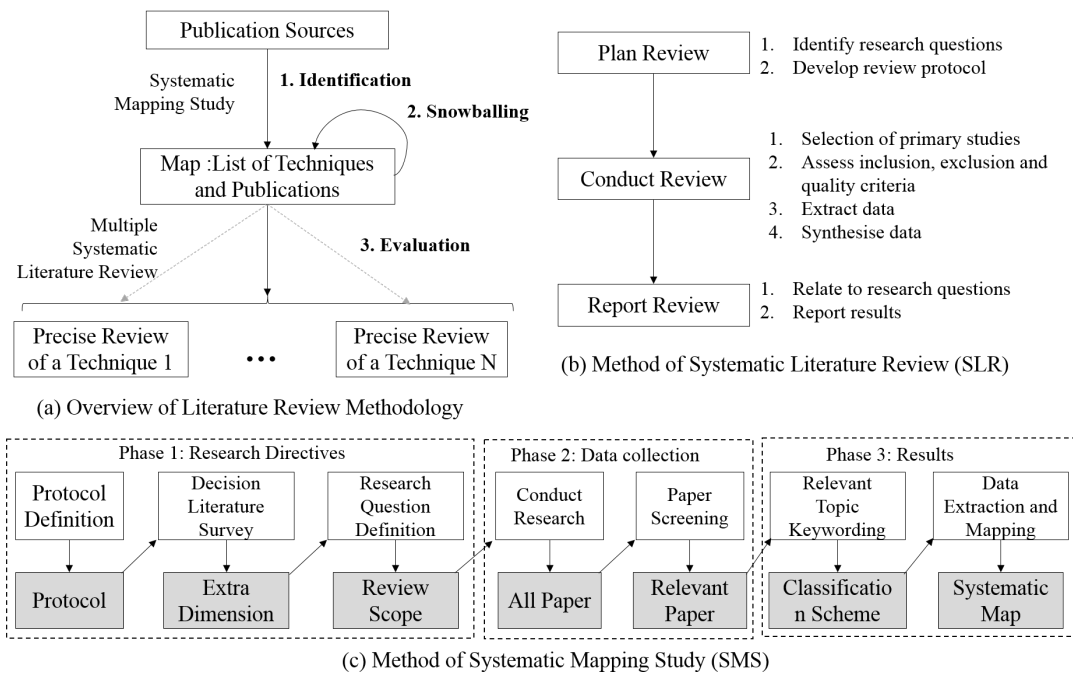 Publication Sources
Systematic
Mapping Study
1. Identification
2. Snowballing
Map :List of Techniques
and Publications
Multiple
Systematic
Literature Review
3. Evaluation
Precise Review
of a Technique 1
...
Precise Review
of a Technique N
(a) Overview of Literature Review Methodology
Plan Review
1. Identify research questions
2. Develop review protocol
Conduct Review
1. Selection of primary studies
2. Assess inclusion, exclusion and
quality criteria
3. Extract data
4. Synthesise data
Report Review
1. Relate to research questions
2. Report results
(b) Method of Systematic Literature Review (SLR)
Phase 1: Research Directives
Protocol
Definition
Decision
Literature
Survey
Research
Question
Definition
Protocol
Extra
Dimension
Review
Scope
Phase 2: Data collection
Conduct
Research
Paper
Screening
All Paper
Relevant
Paper
Phase 3: Results
Relevant
Topic
Keywording
Data
Extraction and
Mapping
Classificatio
n Scheme
Systematic
Map
(c) Method of Systematic Mapping Study (SMS)